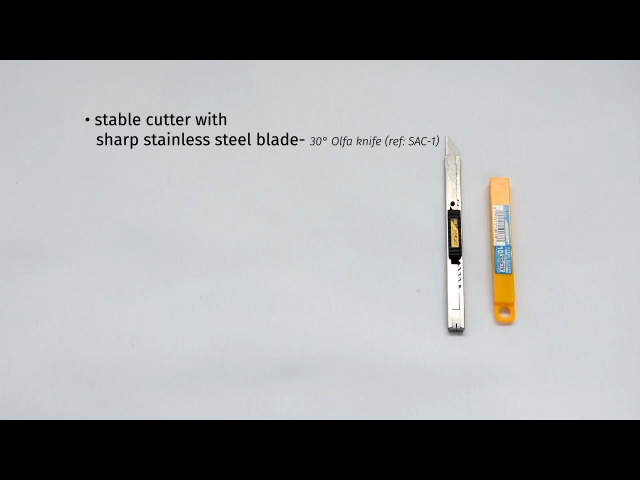 • stable cutter with
sharp stainless steel blade- 30° Olfa knife (ref: SAC-1)